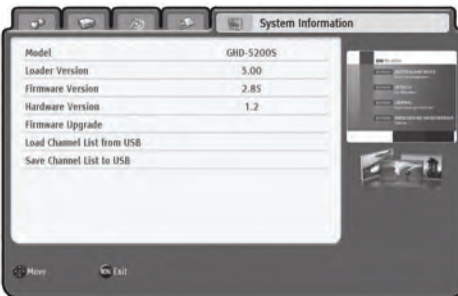 System Information
Model GHD-5200S
Loader Version 3.00
Firmware Version 2.85
Hardware Version 1.2
Firmware Upgrade
Load Channel List from USB
Save Channel List to USB
Move Exit